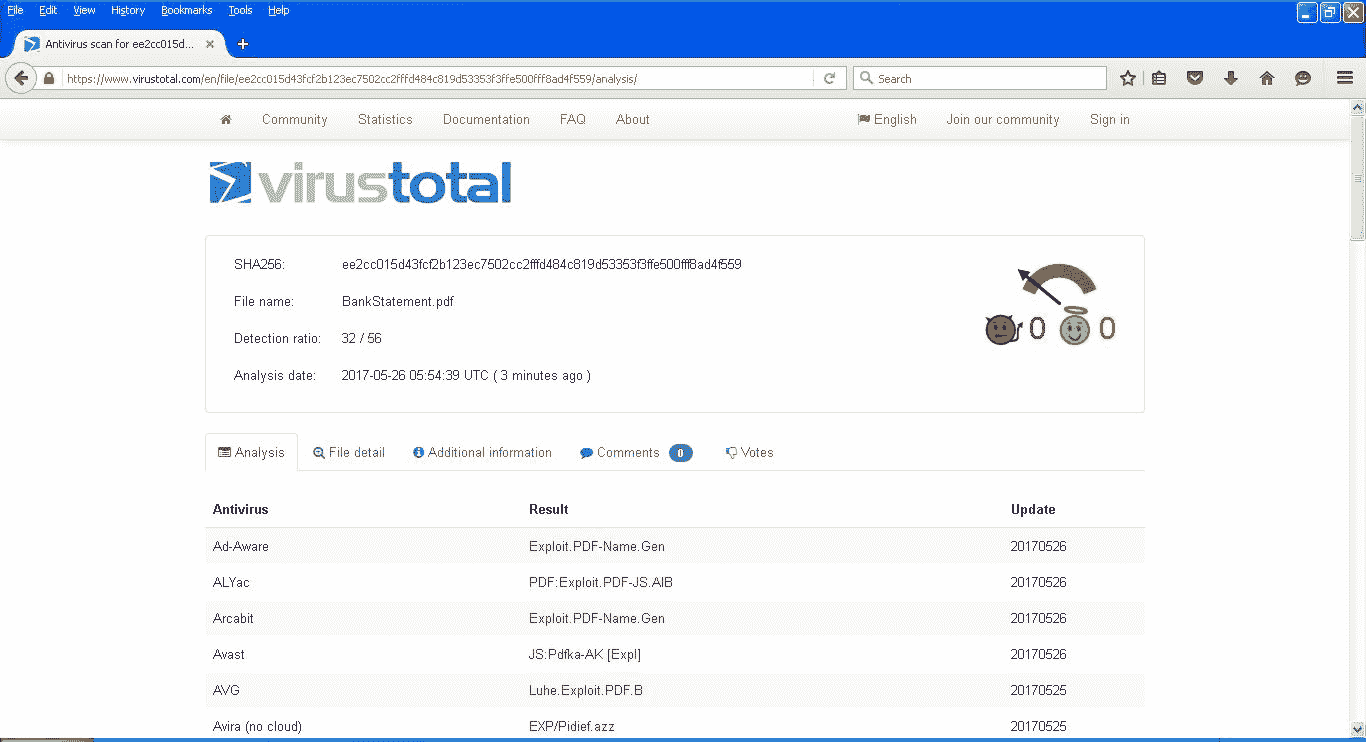 File Edit View History Bookmarks Tools Help
Antivirus scan for ee2cc015d...
https://www.virustotal.com/en/file/ee2cc015d43fcf2b123ec7502cc2fffd484c819d53353f3ffe500fff8ad4f559/analysis/ Search
Community Statistics Documentation FAQ About English Join our community Sign in
virustotal
SHA256: ee2cc015d43fcf2b123ec7502cc2fffd484c819d53353f3ffe500fff8ad4f559
File name: BankStatement.pdf
Detection ratio: 32 / 56
0 0
Analysis date: 2017-05-26 05:54:39 UTC ( 3 minutes ago )
Analysis File detail Additional information Comments 0 Votes
Antivirus Result Update
Ad-Aware Exploit.PDF-Name.Gen 20170526
ALYac PDF:Exploit.PDF-JS.AIB 20170526
Arcabit Exploit.PDF-Name.Gen 20170526
Avast JS:Pdfka-AK [Expl] 20170526
AVG Luhe.Exploit.PDF.B 20170525
Avira (no cloud) EXP/Pidief.azz 20170525